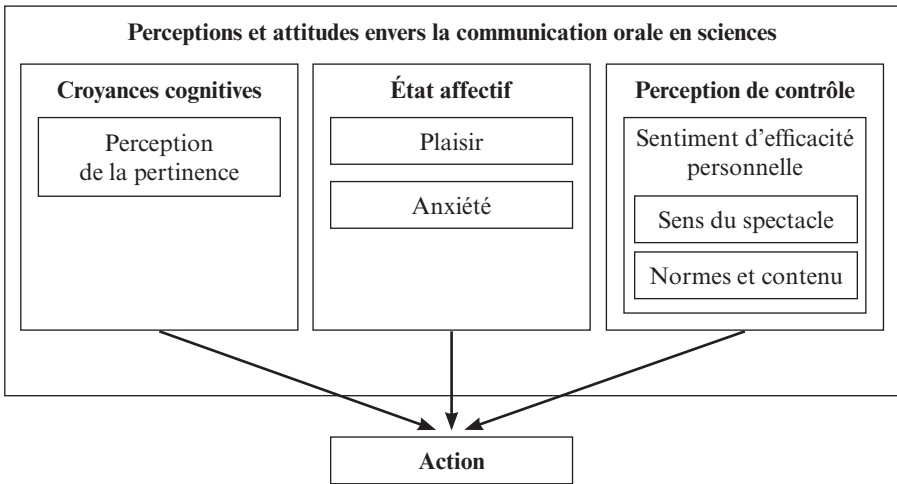 Perceptions et attitudes envers la communication orale en sciences
Croyances cognitives
Perception
de la pertinence
État affectif
Plaisir
Anxiété
Perception de contrôle
Sentiment d’efficacité
personnelle
Sens du spectacle
Normes et contenu
Action